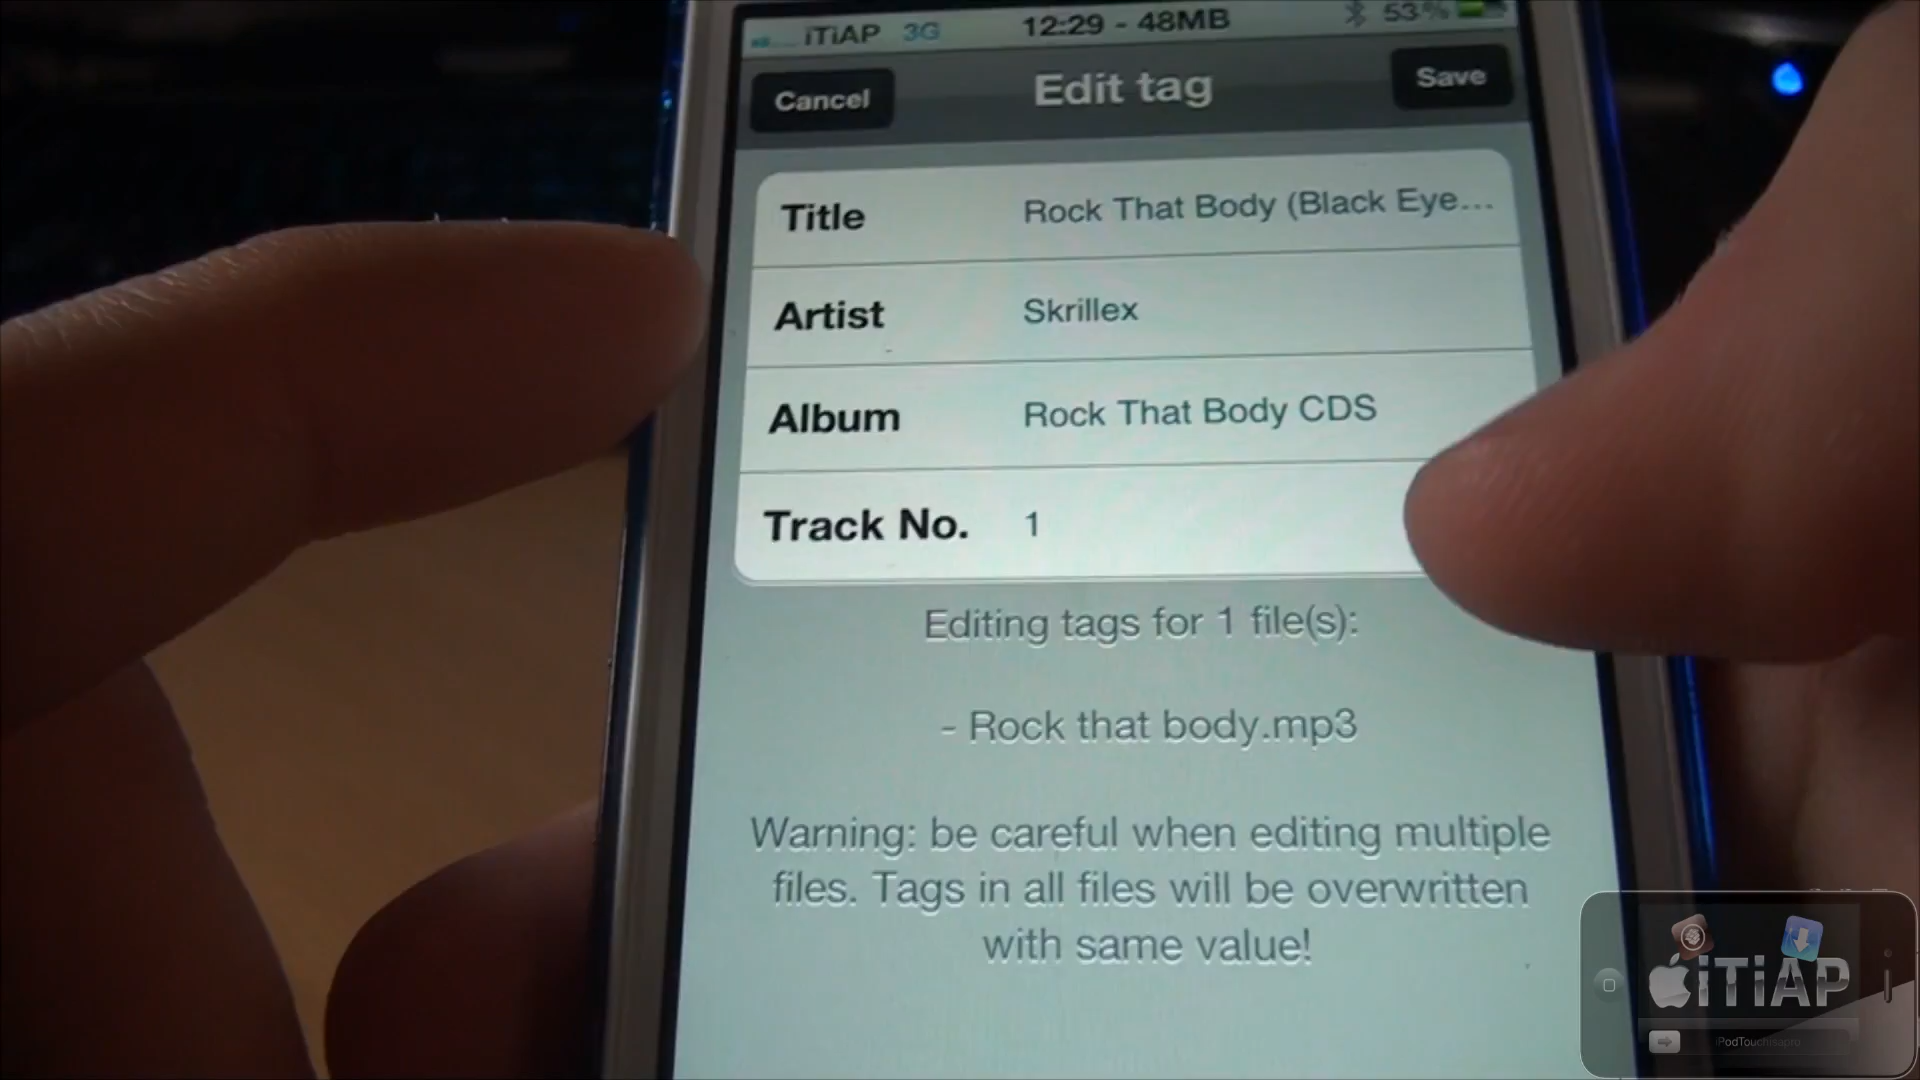 iTiAP 3G 12:29 - 48MB 53%
Cancel Edit tag Save
Title Rock That Body (Black Eye...
Artist Skrillex
Album Rock That Body CDS
Track No. 1
Editing tags for 1 file(s):
- Rock that body.mp3
Warning: be careful when editing multiple
files. Tags in all files will be overwritten
with same value!
iTiAP
iPodTouchisapro